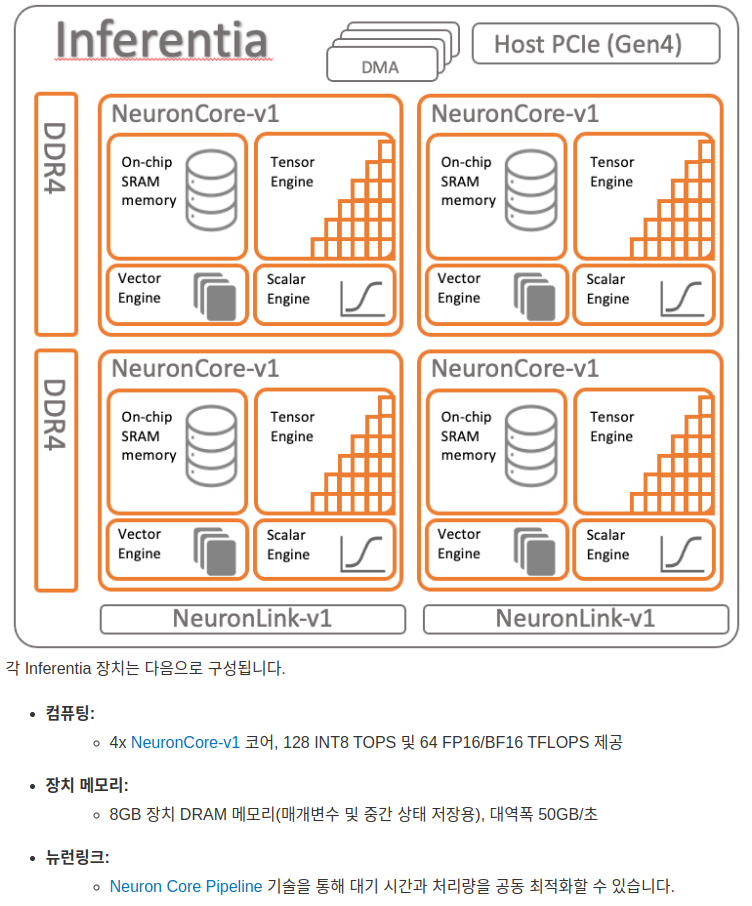 Inferentia
DMA
Host PCIe (Gen4)
DDR4
NeuronCore-v1
On-chip
SRAM
memory
Tensor
Engine
Vector
Engine
Scalar
Engine
NeuronCore-v1
On-chip
SRAM
memory
Tensor
Engine
Vector
Engine
Scalar
Engine
DDR4
NeuronCore-v1
On-chip
SRAM
memory
Tensor
Engine
Vector
Engine
Scalar
Engine
NeuronCore-v1
On-chip
SRAM
memory
Tensor
Engine
Vector
Engine
Scalar
Engine
NeuronLink-v1
NeuronLink-v1
각 Inferentia 장치는 다음으로 구성됩니다.
• 컴퓨팅:
◦ 4x NeuronCore-v1 코어, 128 INT8 TOPS 및 64 FP16/BF16 TFLOPS 제공
• 장치 메모리:
◦ 8GB 장치 DRAM 메모리(매개변수 및 중간 상태 저장용), 대역폭 50GB/초
• 뉴런링크:
◦ Neuron Core Pipeline 기술을 통해 대기 시간과 처리량을 공동 최적화할 수 있습니다.